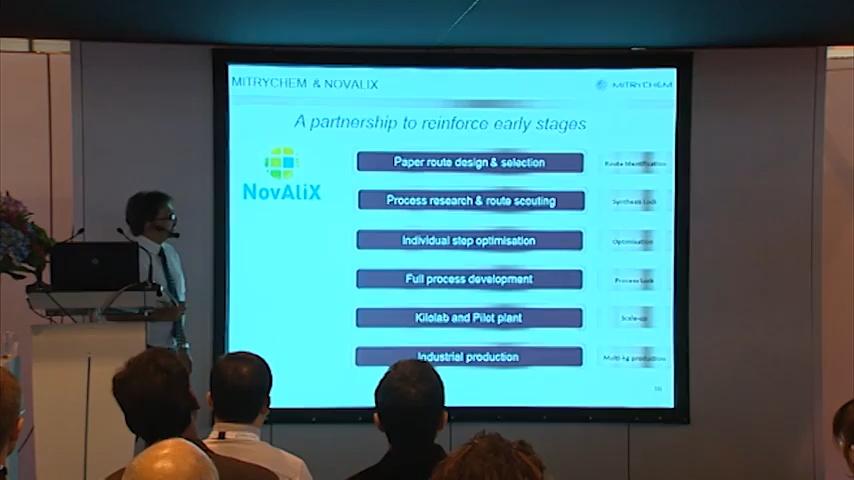 MITRYCHEM & NOVALIX
MITRYCHEM
A partnership to reinforce early stages
NovAliX
Paper route design & selection
Route Identification
Process research & route scouting
Synthesis Lock
Individual step optimisation
Optimisation
Full process development
Process Lock
Kilolab and Pilot plant
Scale-up
Industrial production
Multi-kg production